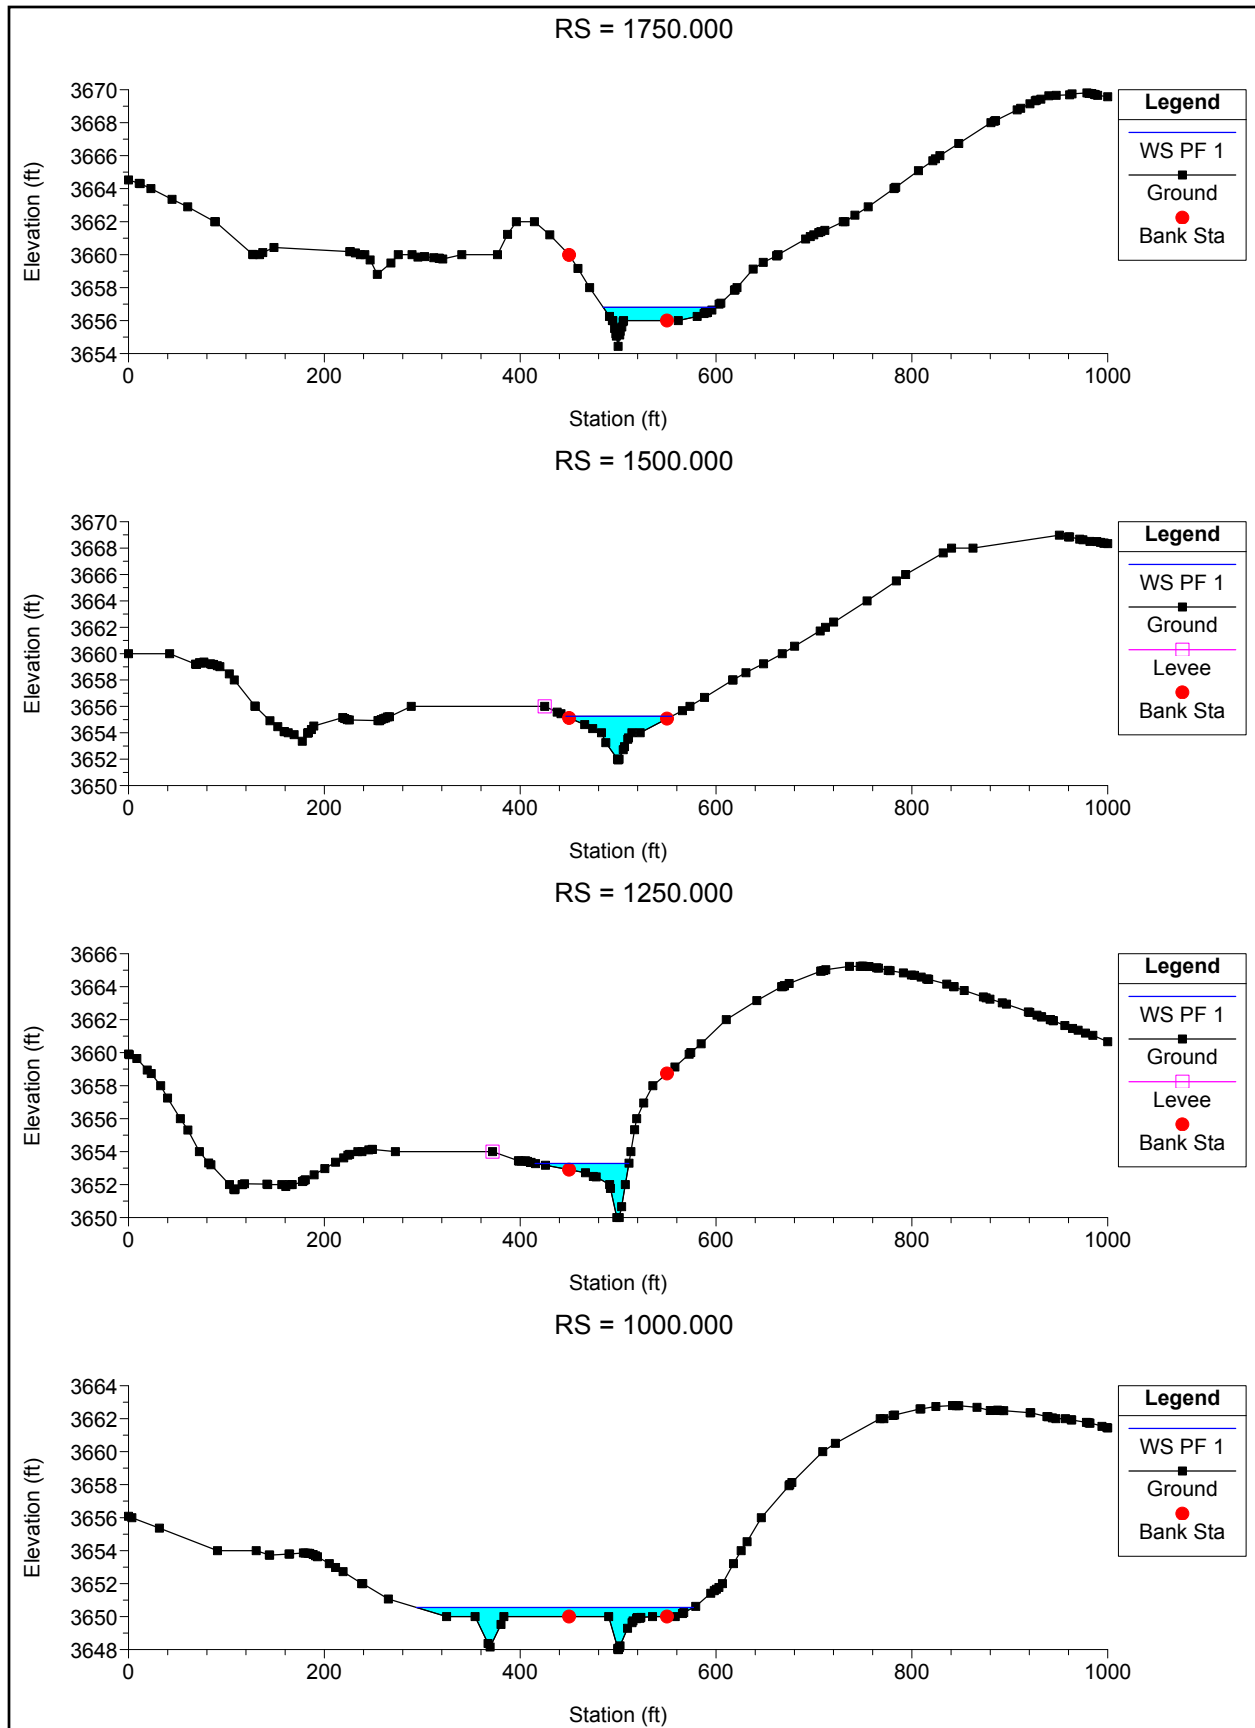 RS = 1750.000
Elevation (ft)
3670
3668
3666
3664
3662
3660
3658
3656
3654
0 200 400 600 800 1000
Station (ft)
Legend
WS PF 1
Ground
Bank Sta
RS = 1500.000
Elevation (ft)
3670
3668
3666
3664
3662
3660
3658
3656
3654
3652
3650
0 200 400 600 800 1000
Station (ft)
Legend
WS PF 1
Ground
Levee
Bank Sta
RS = 1250.000
Elevation (ft)
3666
3664
3662
3660
3658
3656
3654
3652
3650
0 200 400 600 800 1000
Station (ft)
Legend
WS PF 1
Ground
Levee
Bank Sta
RS = 1000.000
Elevation (ft)
3664
3662
3660
3658
3656
3654
3652
3650
3648
0 200 400 600 800 1000
Station (ft)
Legend
WS PF 1
Ground
Bank Sta